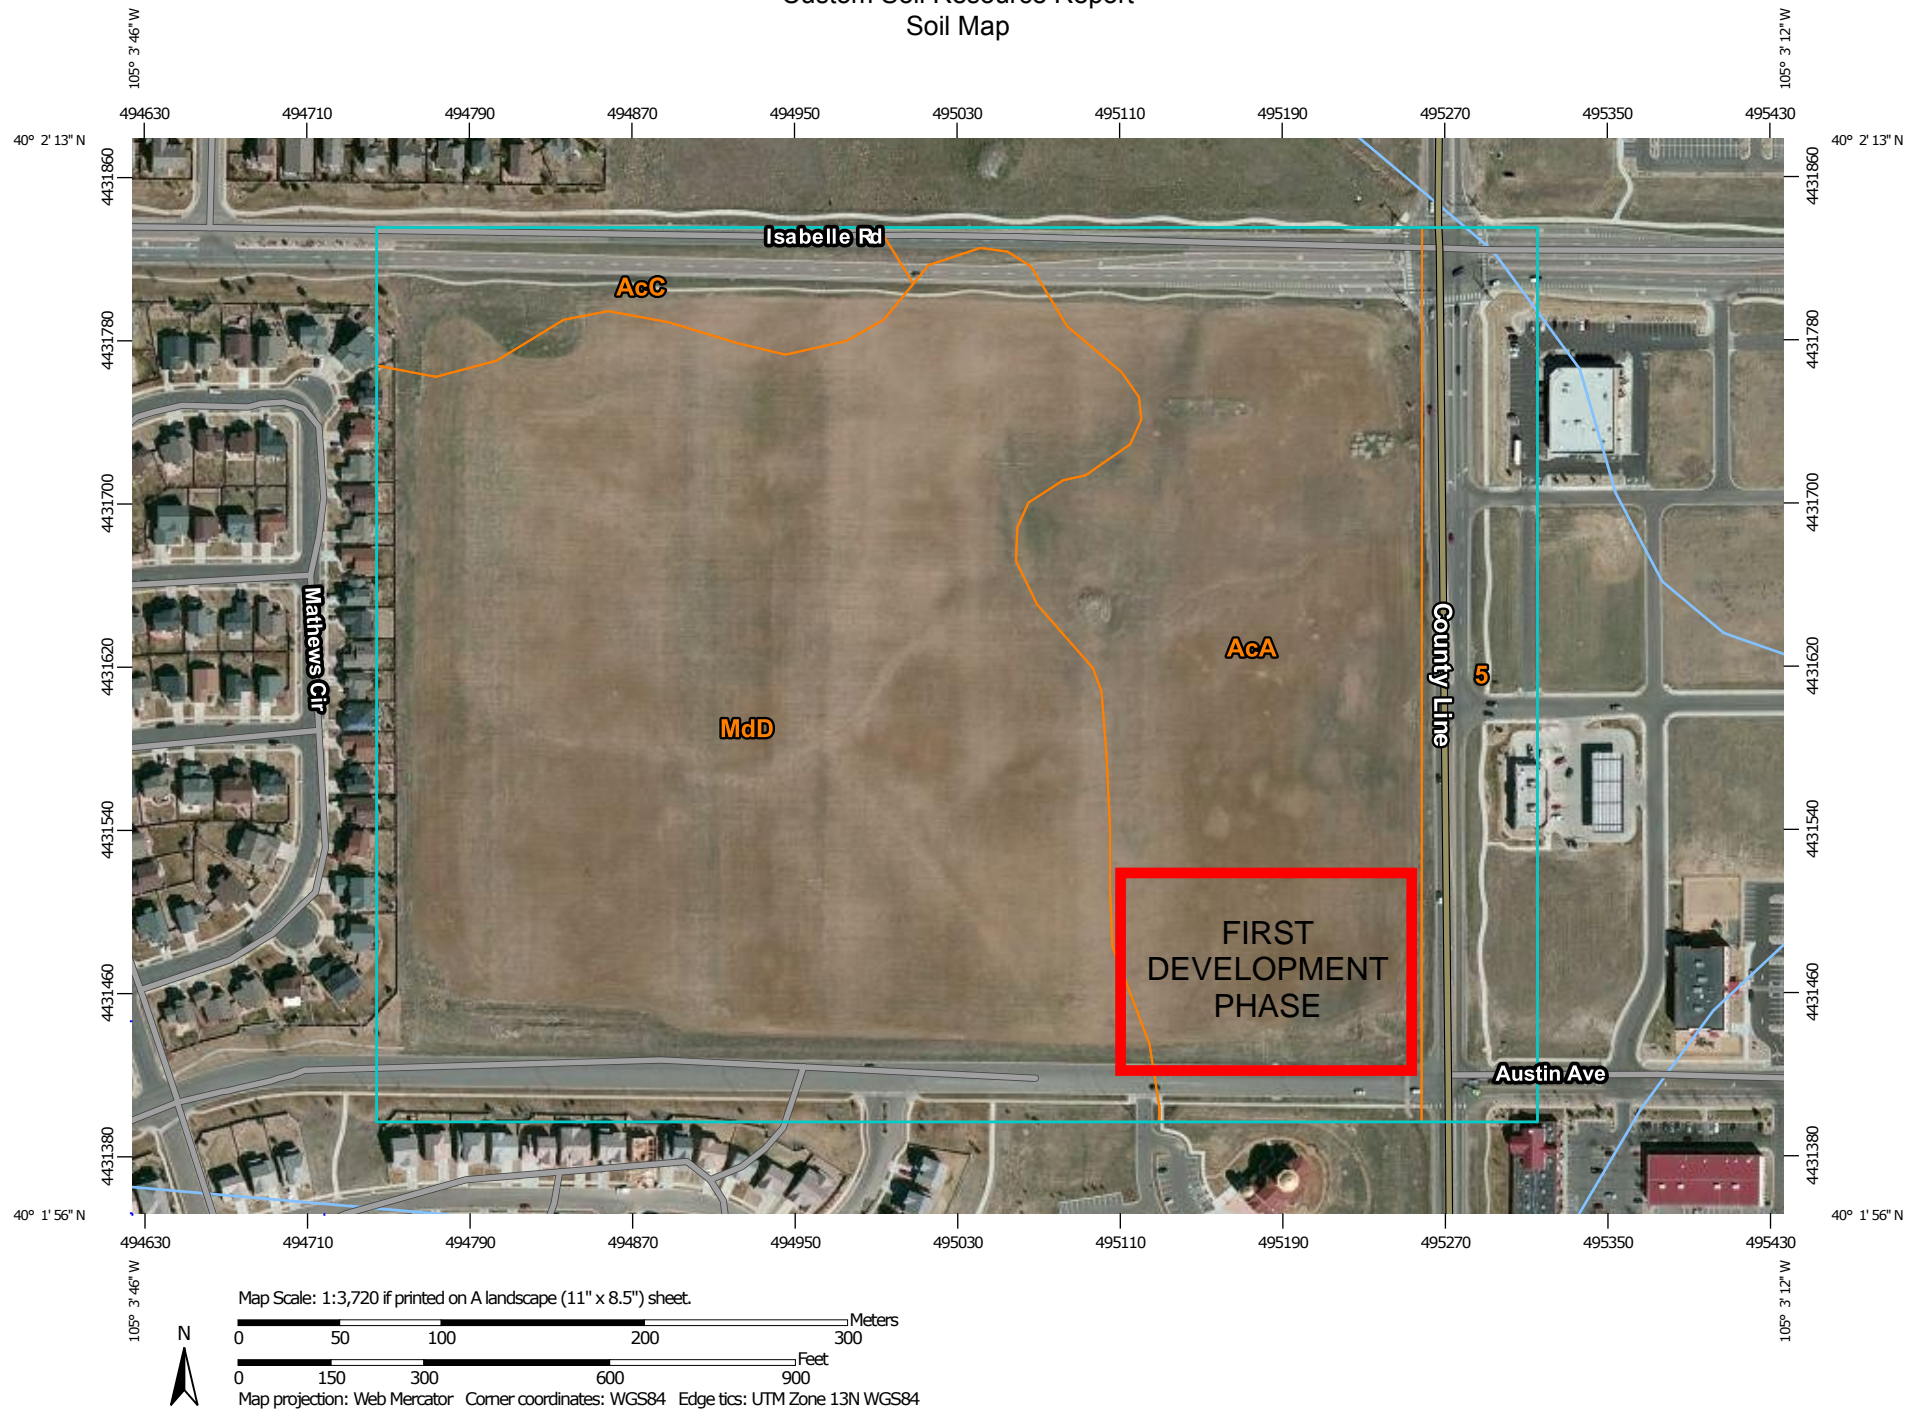 Custom Soil Resource Report
Soil Map
105° 3' 46" W
105° 3' 12" W
494630 494710 494790 494870 494950 495030 495110 495190 495270 495350 495430
40° 2' 13" N
40° 2' 13" N
4431860
4431860
Isabelle Rd
AcC
4431780
4431780
4431700
4431700
Mathews Cir
County Line
AcA
5
4431620
4431620
MdD
4431540
4431540
FIRST
DEVELOPMENT
PHASE
4431460
4431460
Austin Ave
4431380
4431380
40° 1' 56" N
40° 1' 56" N
494630 494710 494790 494870 494950 495030 495110 495190 495270 495350 495430
105° 3' 46" W
105° 3' 12" W
Map Scale: 1:3,720 if printed on A landscape (11" x 8.5") sheet.
Meters
0 50 100 200 300
N
Feet
0 150 300 600 900
Map projection: Web Mercator Corner coordinates: WGS84 Edge tics: UTM Zone 13N WGS84